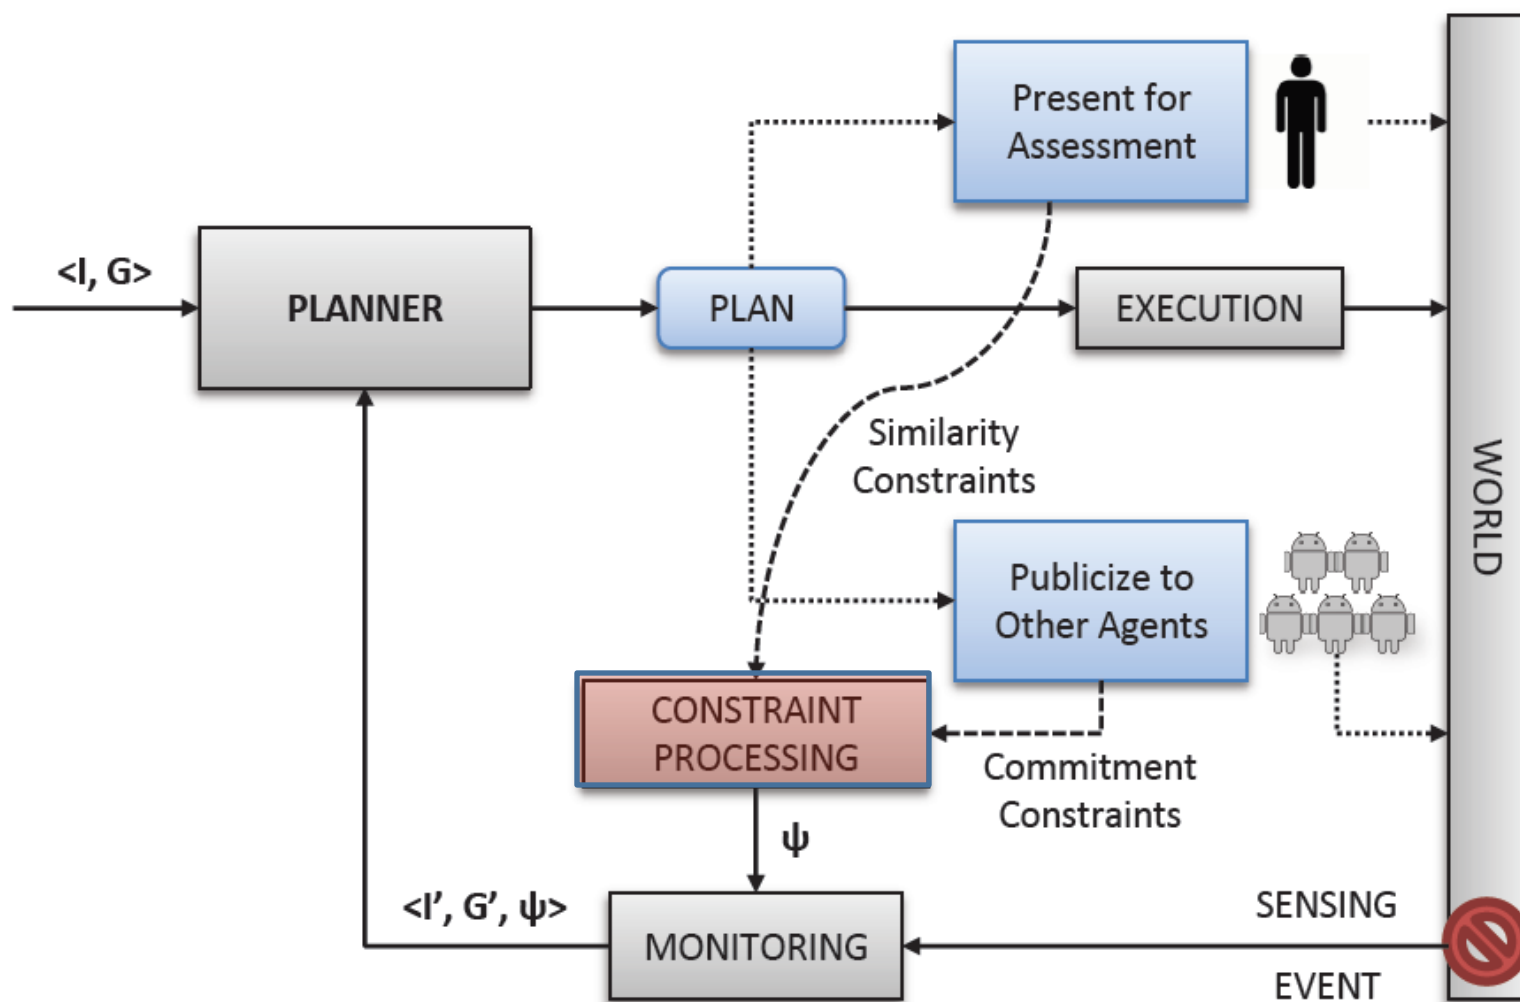 Present for
Assessment
<I, G>
PLANNER
PLAN
EXECUTION
Similarity
Constraints
WORLD
Publicize to
Other Agents
CONSTRAINT
PROCESSING
Commitment
Constraints
ψ
<I’, G’, ψ>
SENSING
MONITORING
EVENT